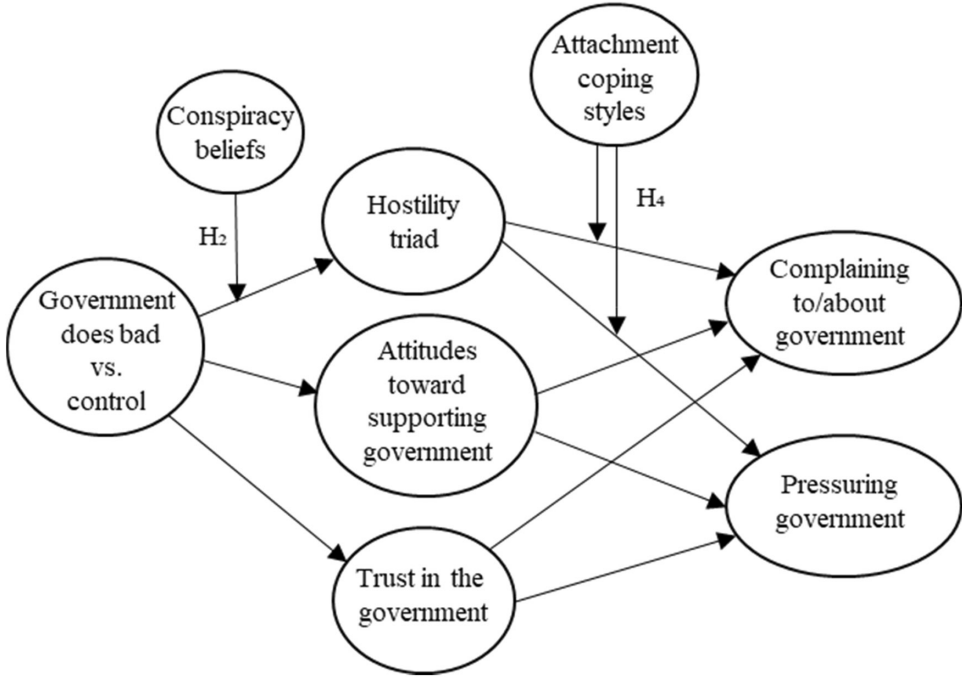 Attachment
coping
styles
Conspiracy
beliefs
H₂
Hostility
triad
H₄
Government
does bad
vs.
control
Attitudes
toward
supporting
government
Complaining
to/about
government
Trust in the
government
Pressuring
government